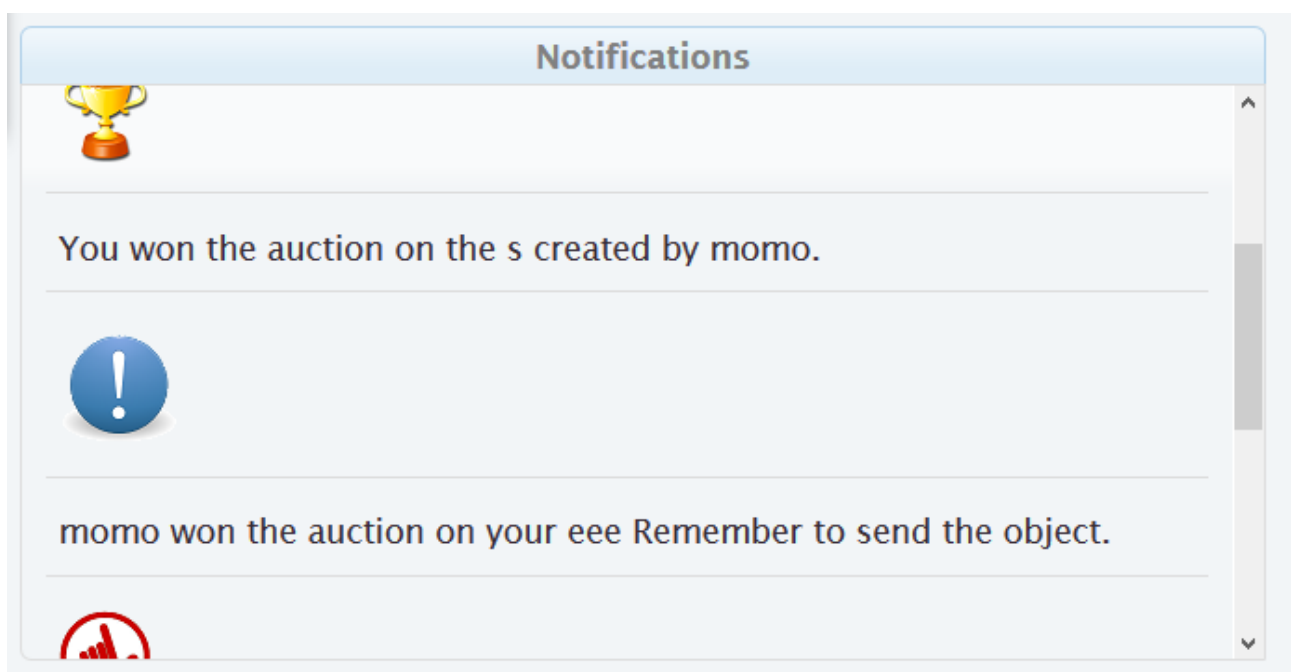 Notifications
You won the auction on the s created by momo.
momo won the auction on your eee Remember to send the object.